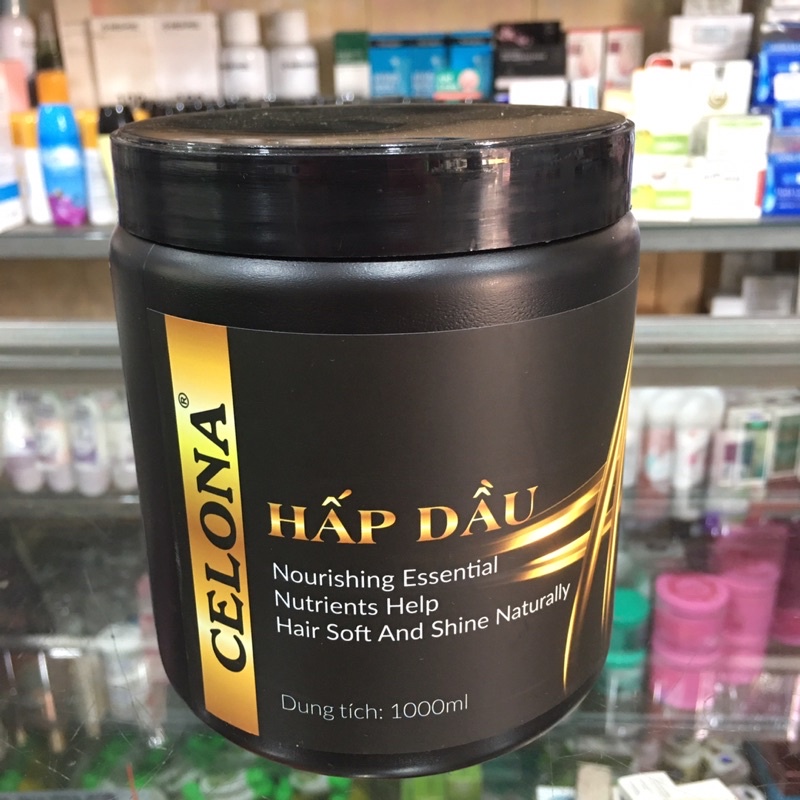 CELONA®
HẤP DẦU
Nourishing Essential
Nutrients Help
Hair Soft And Shine Naturally
Dung tích: 1000ml